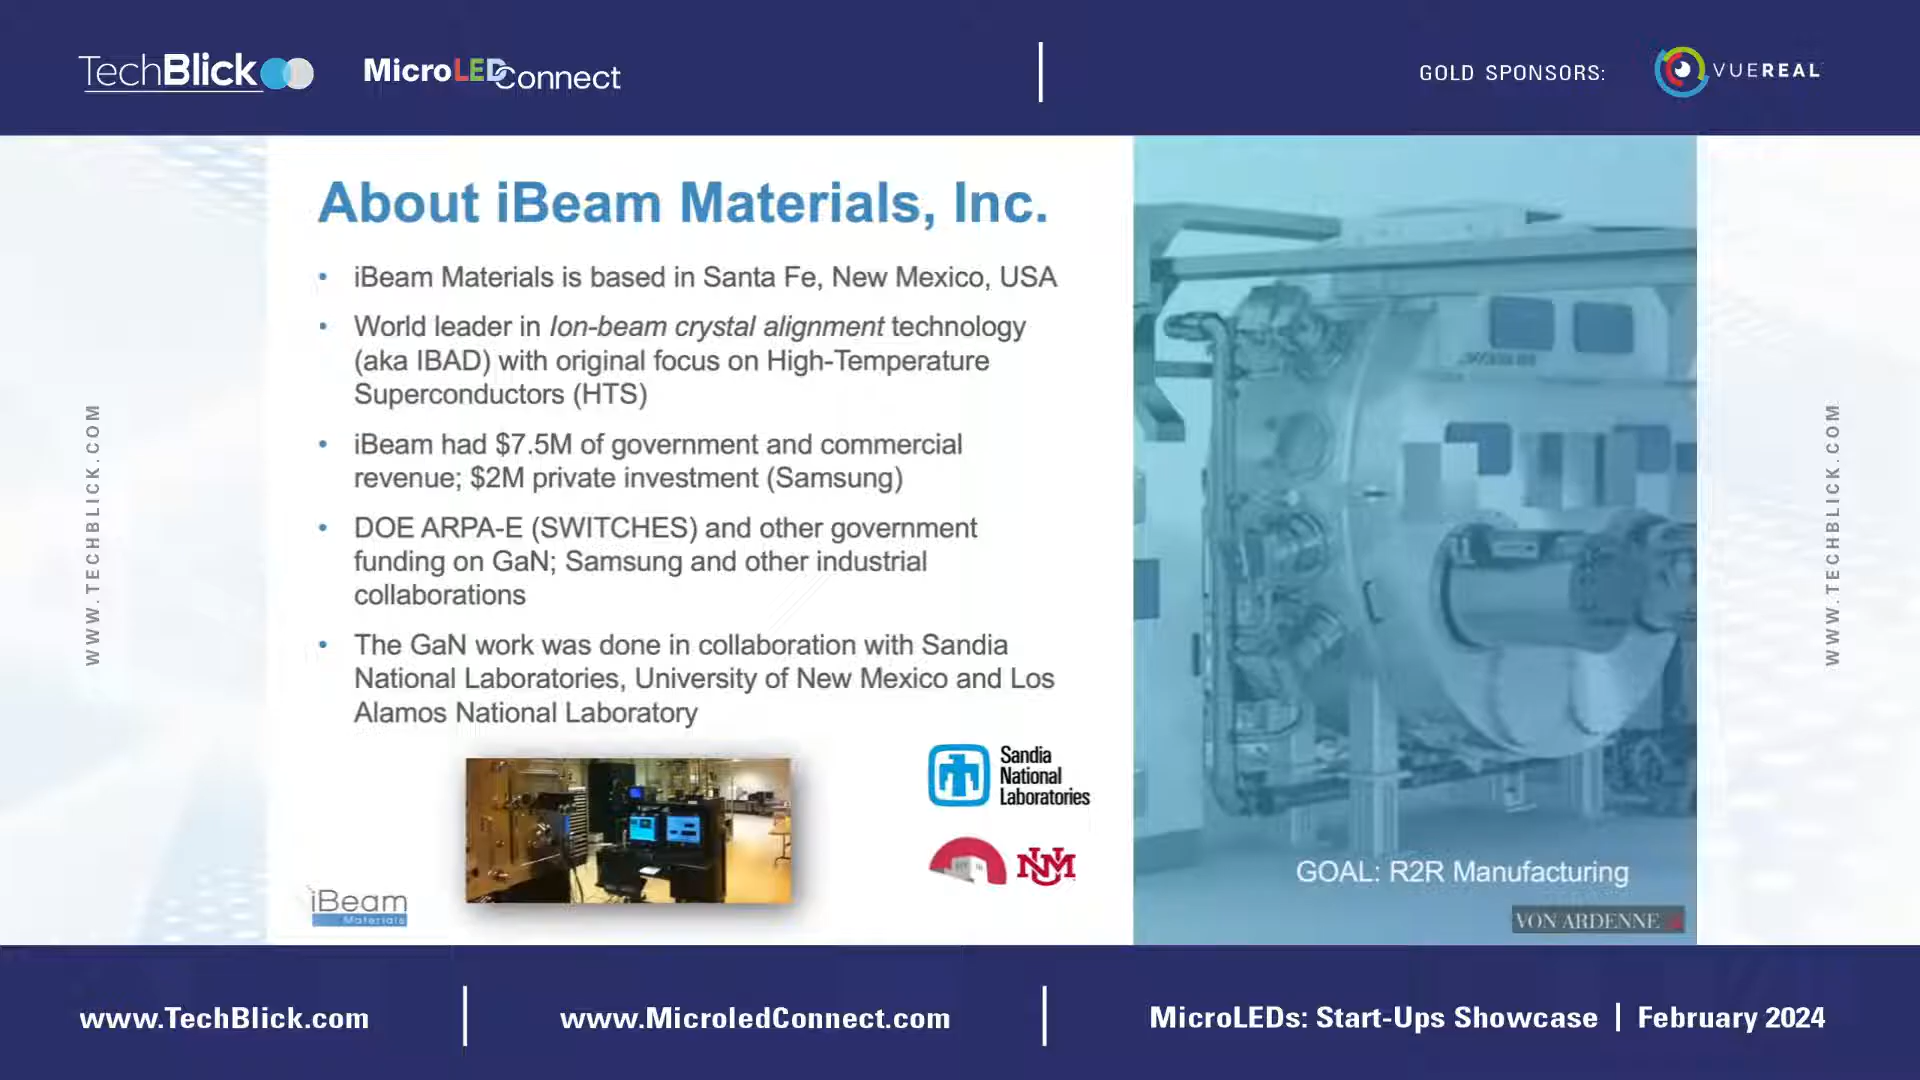 TechBlick
MicroLED Connect
GOLD SPONSORS:
VUEREAL
About iBeam Materials, Inc.
• iBeam Materials is based in Santa Fe, New Mexico, USA
• World leader in Ion-beam crystal alignment technology
(aka IBAD) with original focus on High-Temperature
Superconductors (HTS)
• iBeam had $7.5M of government and commercial
revenue; $2M private investment (Samsung)
• DOE ARPA-E (SWITCHES) and other government
funding on GaN; Samsung and other industrial
collaborations
• The GaN work was done in collaboration with Sandia
National Laboratories, University of New Mexico and Los
Alamos National Laboratory
Sandia
National
Laboratories
UNM
iBeam
Materials
GOAL: R2R Manufacturing
VON ARDENNE
WWW.TECHBLICK.COM
WWW.TECHBLICK.COM
www.TechBlick.com
www.MicroledConnect.com
MicroLEDs: Start-Ups Showcase | February 2024